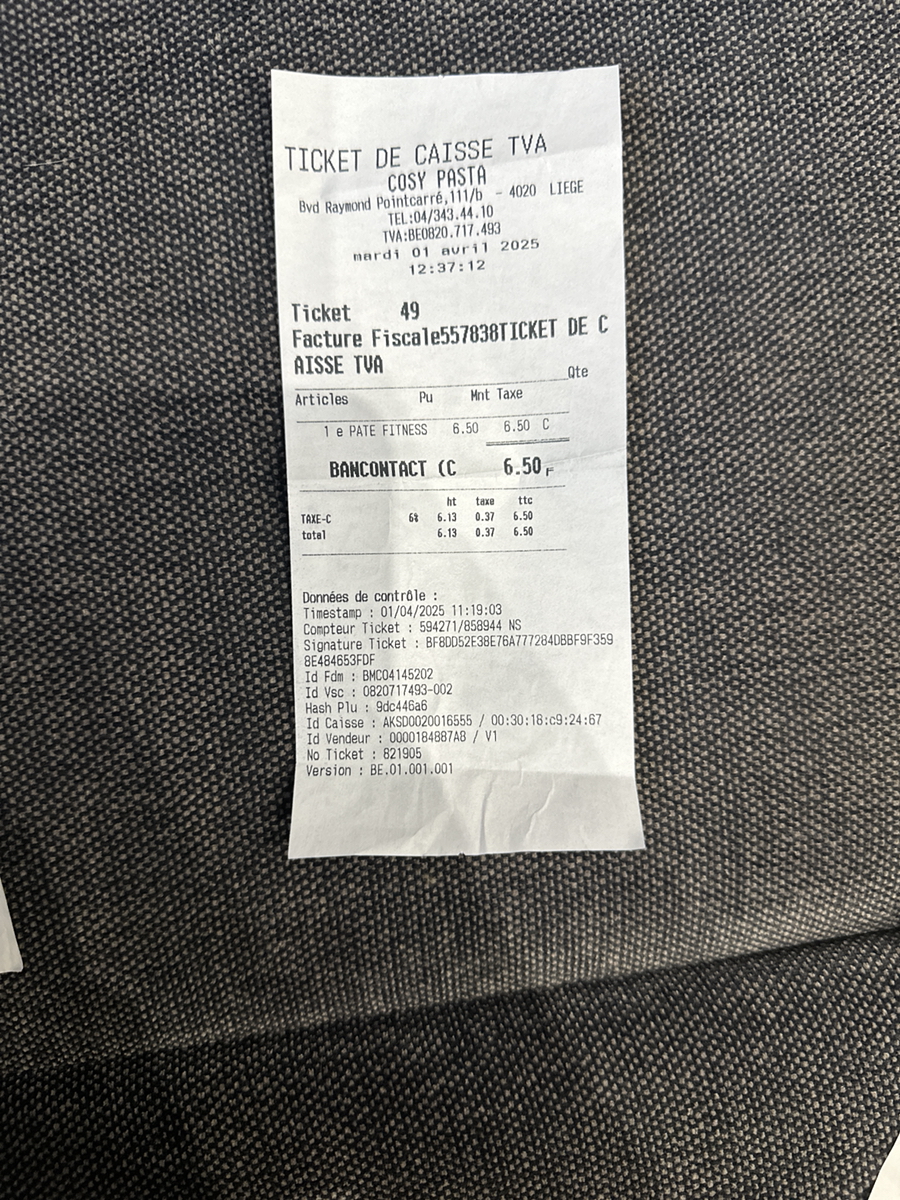 TICKET DE CAISSE TVA
COSY PASTA
Bvd Raymond Pointcarré,111/b - 4020 LIEGE
TEL:04/343.44.10
TVA:BE0820.717.493
mardi 01 avril 2025
12:37:12
Ticket 49
Facture Fiscale557838TICKET DE C
AISSE TVA
Qte
Articles Pu Mnt Taxe
1 e PATE FITNESS 6.50 6.50 C
BANCONTACT (C 6.50 F
ht taxe ttc
TAXE-C 6% 6.13 0.37 6.50
total 6.13 0.37 6.50
Données de contrôle :
Timestamp : 01/04/2025 11:19:03
Compteur Ticket : 594271/858944 NS
Signature Ticket : BF8DD52E38E76A777284DBBF9F359
8E484653FDF
Id Fdm : BMC04145202
Id Vsc : 0820717493-002
Hash Plu : 9dc446a6
Id Caisse : AKSD0020016555 / 00:30:18:c9:24:67
Id Vendeur : 0000184887A8 / V1
No Ticket : 821905
Version : BE.01.001.001